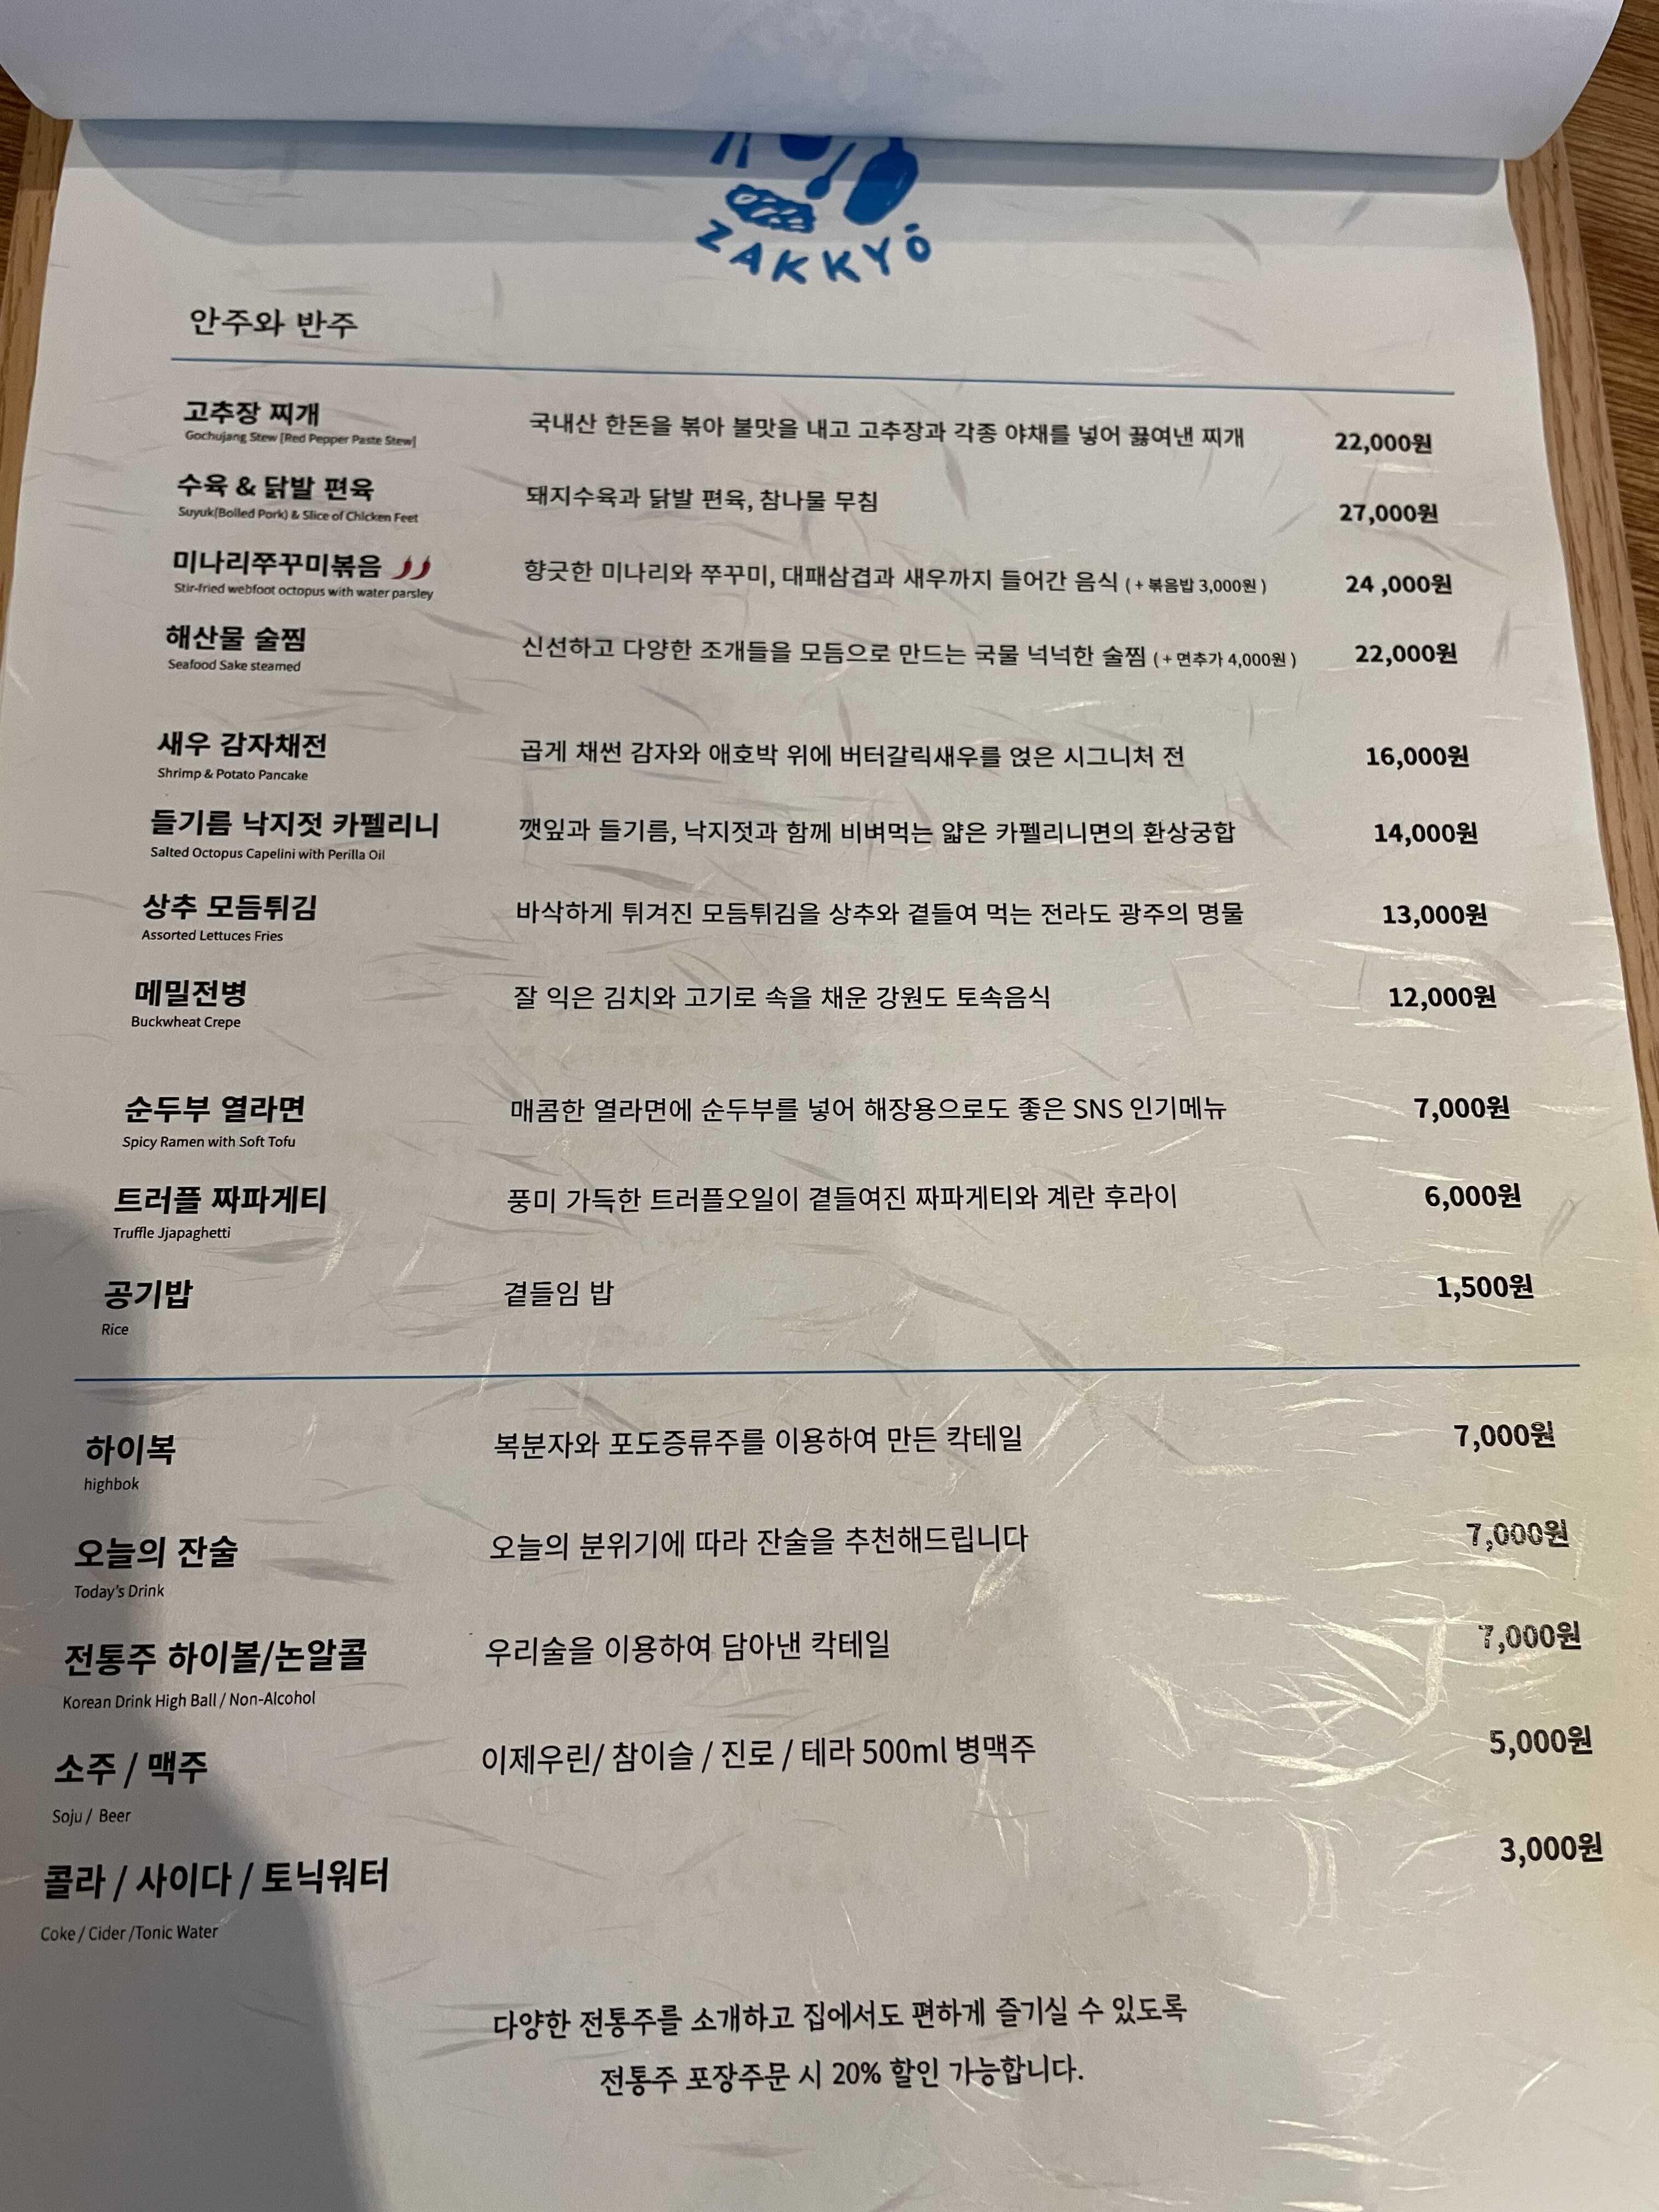 ZAKKYŌ
안주와 반주
고추장 찌개 국내산 한돈을 볶아 불맛을 내고 고추장과 각종 야채를 넣어 끓여낸 찌개 22,000원
Gochujang Stew [Red Pepper Paste Stew]
수육 & 닭발 편육 돼지수육과 닭발 편육, 참나물 무침 27,000원
Suyuk(Boiled Pork) & Slice of Chicken Feet
미나리쭈꾸미볶음 향긋한 미나리와 쭈꾸미, 대패삼겹과 새우까지 들어간 음식 ( + 볶음밥 3,000원 ) 24 ,000원
Stir-fried webfoot octopus with water parsley
해산물 술찜 신선하고 다양한 조개들을 모듬으로 만드는 국물 넉넉한 술찜 ( + 면추가 4,000원 ) 22,000원
Seafood Sake steamed
새우 감자채전 곱게 채썬 감자와 애호박 위에 버터갈릭새우를 얹은 시그니처 전 16,000원
Shrimp & Potato Pancake
들기름 낙지젓 카펠리니 깻잎과 들기름, 낙지젓과 함께 비벼먹는 얇은 카펠리니면의 환상궁합 14,000원
Salted Octopus Capelini with Perilla Oil
상추 모듬튀김 바삭하게 튀겨진 모듬튀김을 상추와 곁들여 먹는 전라도 광주의 명물 13,000원
Assorted Lettuces Fries
메밀전병 잘 익은 김치와 고기로 속을 채운 강원도 토속음식 12,000원
Buckwheat Crepe
순두부 열라면 매콤한 열라면에 순두부를 넣어 해장용으로도 좋은 SNS 인기메뉴 7,000원
Spicy Ramen with Soft Tofu
트러플 짜파게티 풍미 가득한 트러플오일이 곁들여진 짜파게티와 계란 후라이 6,000원
Truffle Jjapaghetti
공기밥 곁들임 밥 1,500원
Rice
하이복 복분자와 포도증류주를 이용하여 만든 칵테일 7,000원
highbok
오늘의 잔술 오늘의 분위기에 따라 잔술을 추천해드립니다 7,000원
Today's Drink
전통주 하이볼/논알콜 우리술을 이용하여 담아낸 칵테일 7,000원
Korean Drink High Ball / Non-Alcohol
소주 / 맥주 이제우린/ 참이슬 / 진로 / 테라 500ml 병맥주 5,000원
Soju / Beer
콜라 / 사이다 / 토닉워터 3,000원
Coke / Cider /Tonic Water
다양한 전통주를 소개하고 집에서도 편하게 즐기실 수 있도록
전통주 포장주문 시 20% 할인 가능합니다.